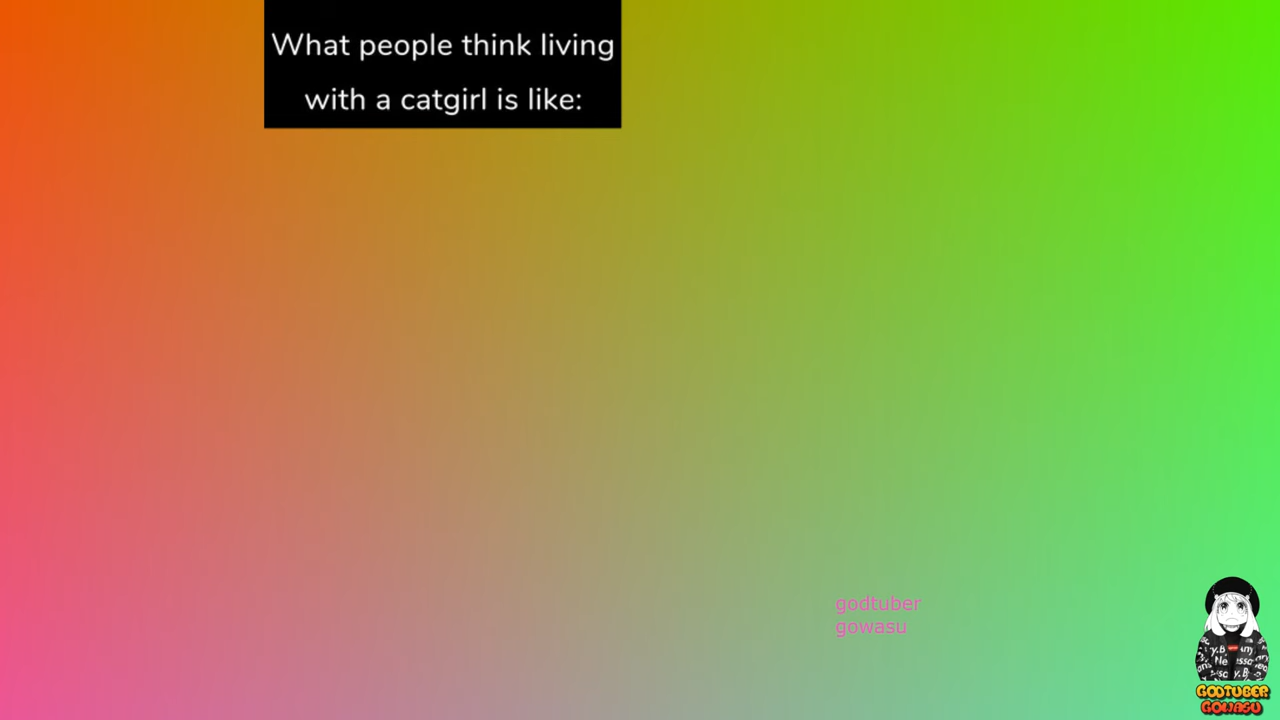 What people think living
with a catgirl is like:
godtuber
gowasu
GODTUBER
GOWASU